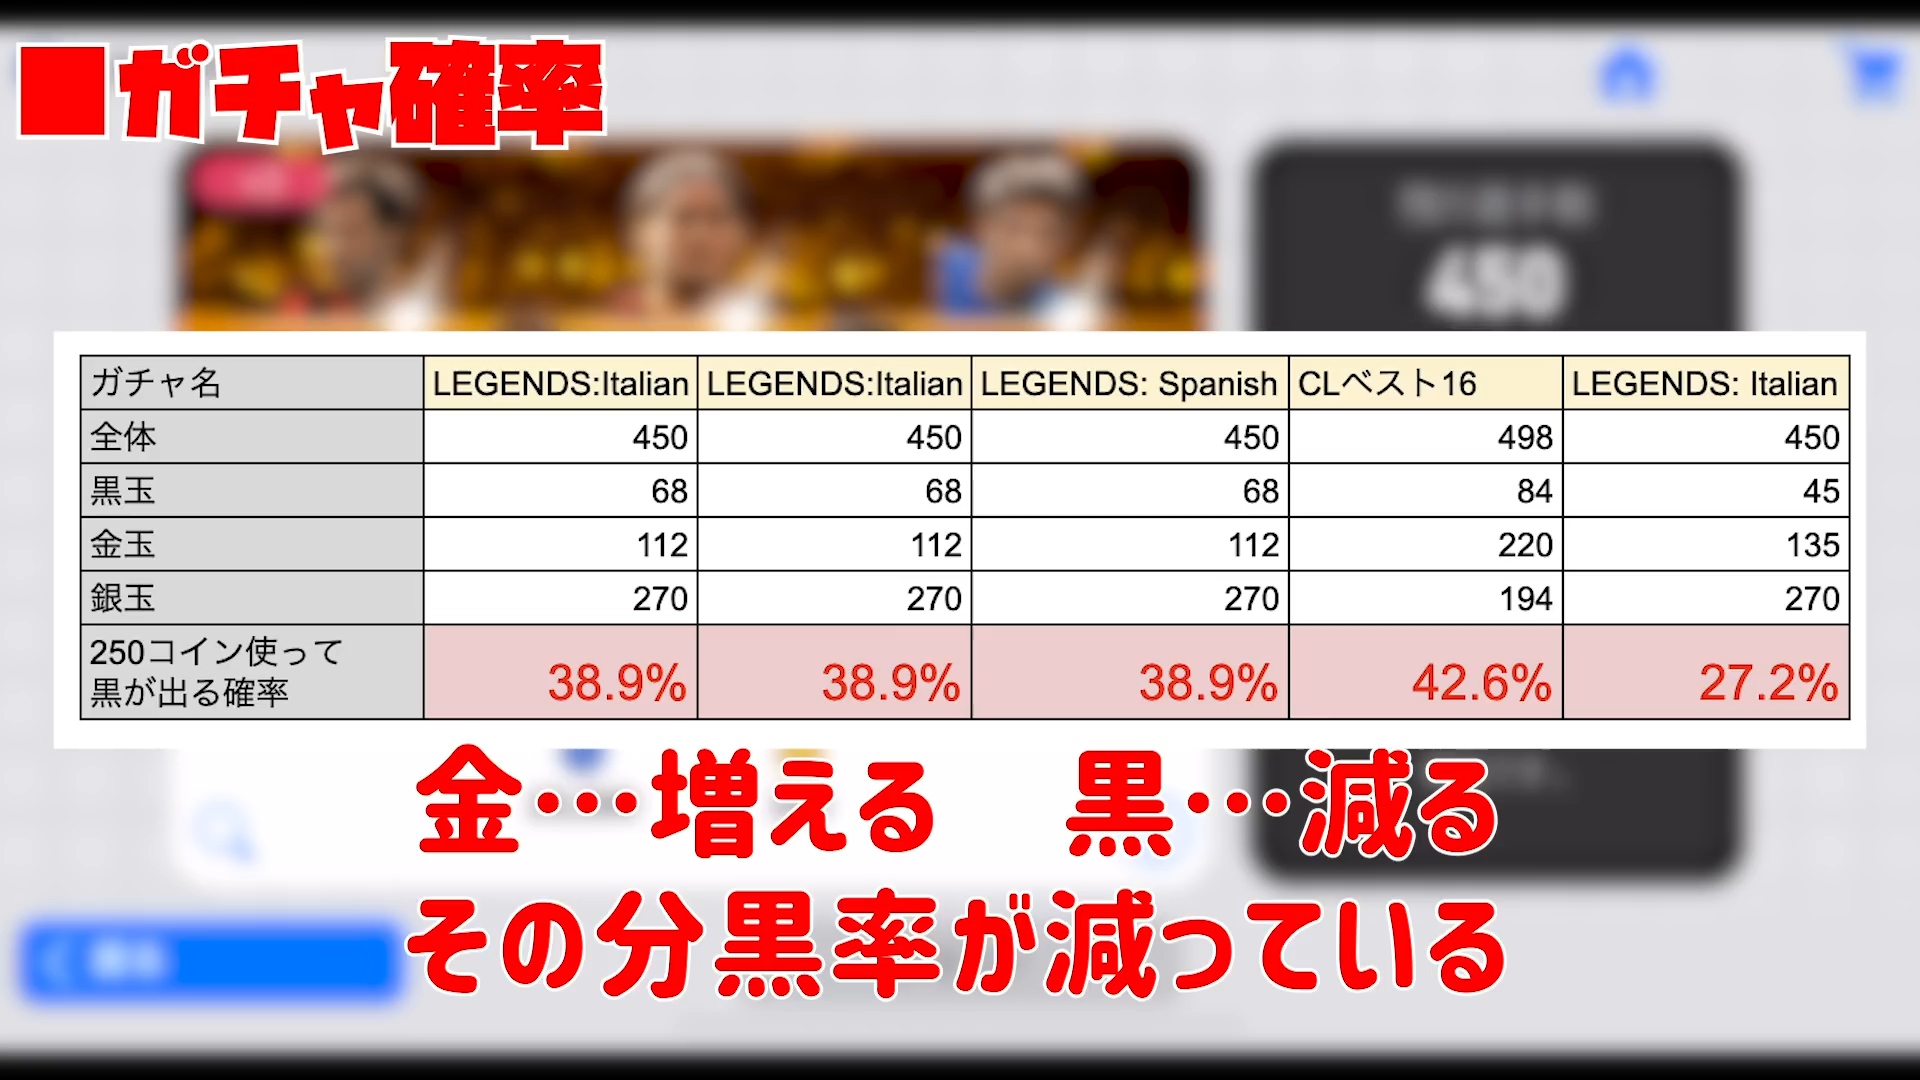 ■ガチャ確率
450
ガチャ名 LEGENDS:Italian LEGENDS:Italian LEGENDS: Spanish CLベスト16 LEGENDS: Italian
全体 450 450 450 498 450
黒玉 68 68 68 84 45
金玉 112 112 112 220 135
銀玉 270 270 270 194 270
250コイン使って
黒が出る確率 38.9% 38.9% 38.9% 42.6% 27.2%
金…増える 黒…減る
その分黒率が減っている